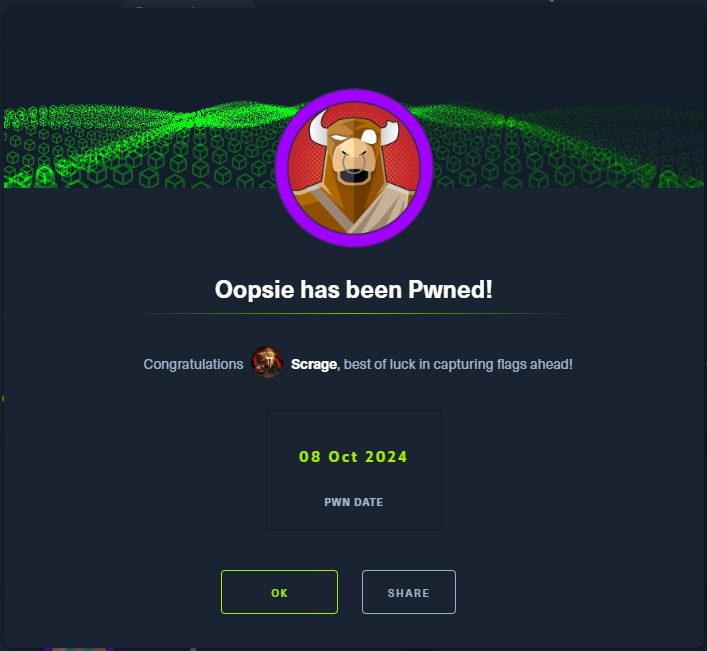 Oopsie has been Pwned!
Congratulations Scrage, best of luck in capturing flags ahead!
08 Oct 2024
PWN DATE
OK SHARE